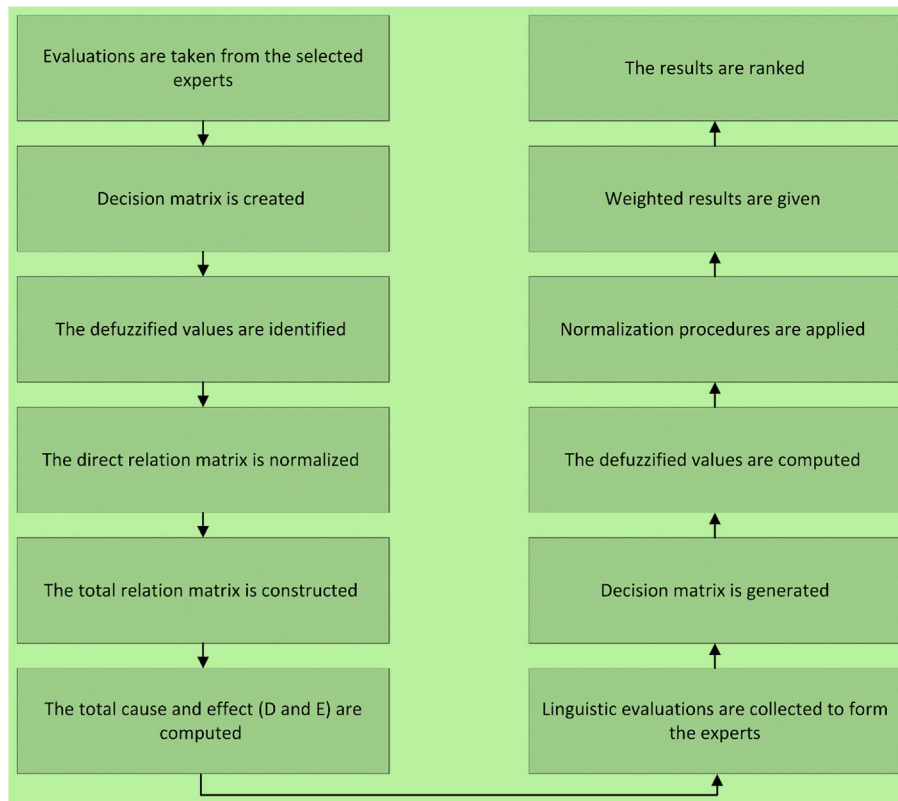 Evaluations are taken from the selected
experts
Decision matrix is created
The defuzzified values are identified
The direct relation matrix is normalized
The total relation matrix is constructed
The total cause and effect (D and E) are
computed
Linguistic evaluations are collected to form
the experts
Decision matrix is generated
The defuzzified values are computed
Normalization procedures are applied
Weighted results are given
The results are ranked